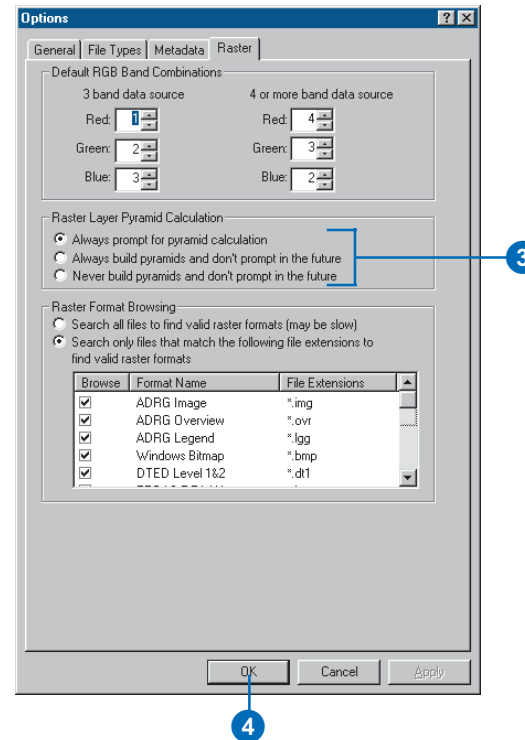 Options
General File Types Metadata Raster
Default RGB Band Combinations
3 band data source 4 or more band data source
Red: 1 Red: 4
Green: 2 Green: 3
Blue: 3 Blue: 2
Raster Layer Pyramid Calculation
Always prompt for pyramid calculation
Always build pyramids and don't prompt in the future
Never build pyramids and don't prompt in the future
3
Raster Format Browsing
Search all files to find valid raster formats (may be slow)
Search only files that match the following file extensions to
find valid raster formats
Browse Format Name File Extensions
ADRG Image *.img
ADRG Overview *.ovr
ADRG Legend *.lgg
Windows Bitmap *.bmp
DTED Level 1&2 *.dt1
OK Cancel Apply
4